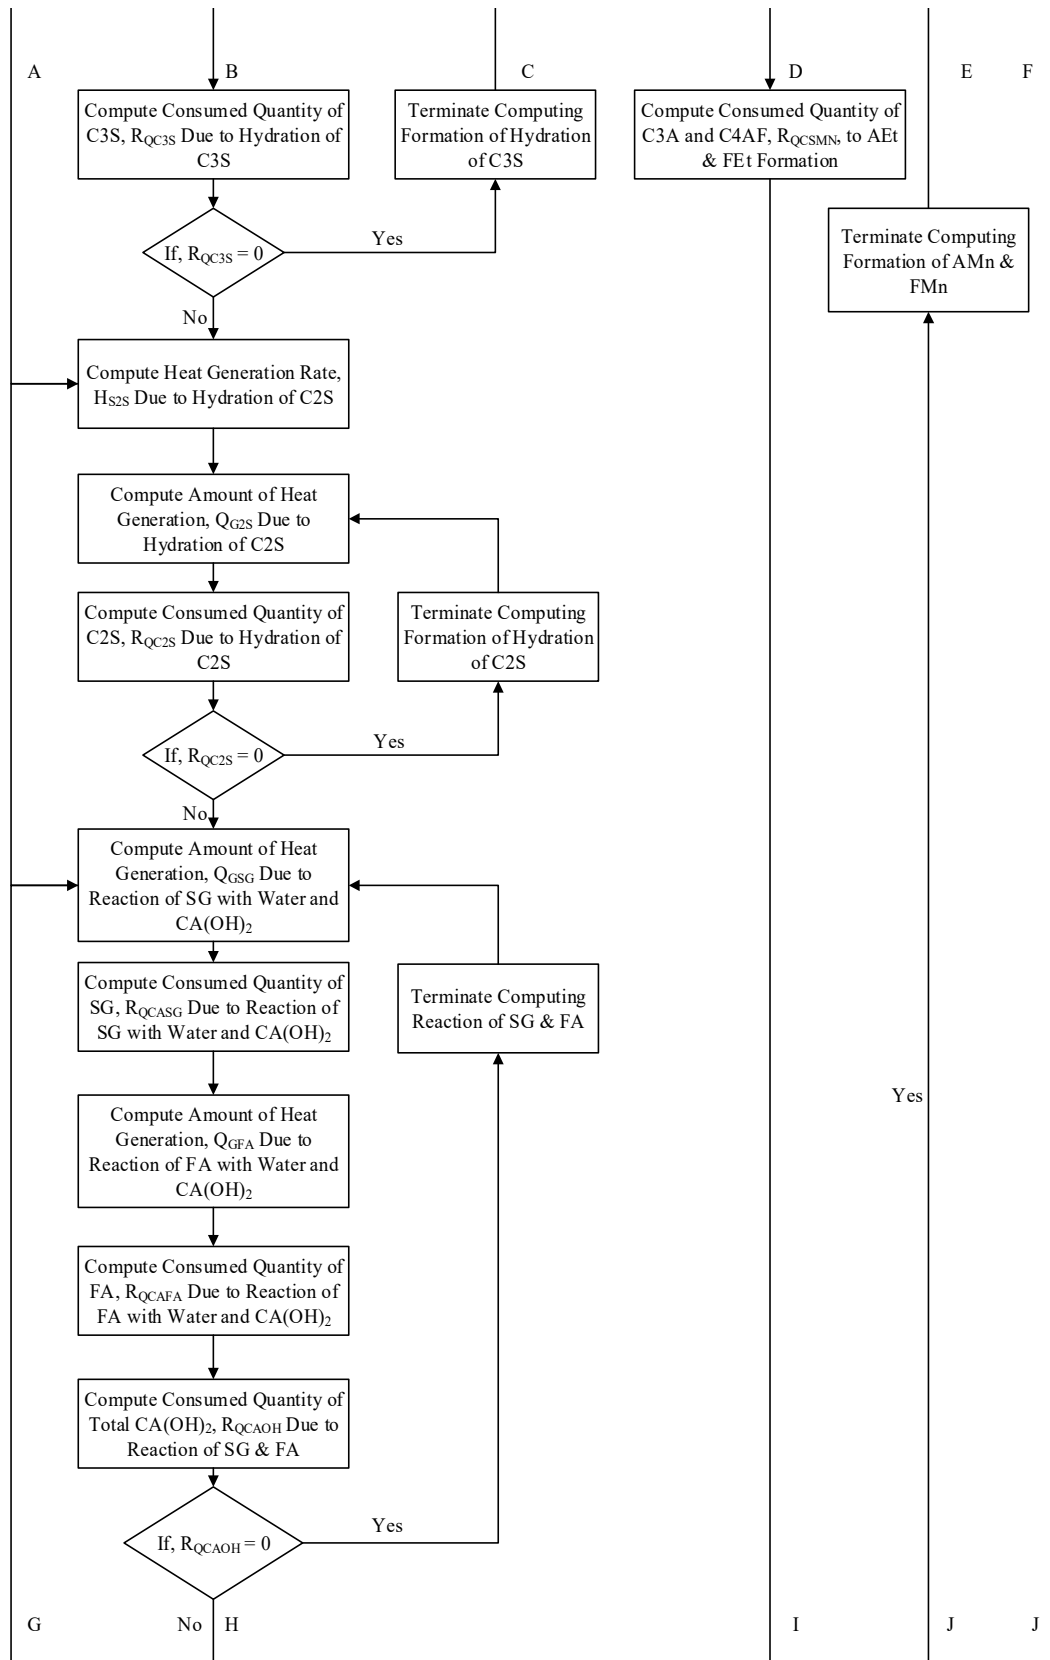 A
B
C
D
E
F
Compute Consumed Quantity of
C3S, RQC3S Due to Hydration of
C3S
Terminate Computing
Formation of Hydration
of C3S
Compute Consumed Quantity of
C3A and C4AF, RQCSMN, to AEt
& FEt Formation
If, RQC3S = 0
Yes
Terminate Computing
Formation of AMn &
FMn
No
Compute Heat Generation Rate,
HS2S Due to Hydration of C2S
Compute Amount of Heat
Generation, QG2S Due to
Hydration of C2S
Compute Consumed Quantity of
C2S, RQC2S Due to Hydration of
C2S
Terminate Computing
Formation of Hydration
of C2S
If, RQC2S = 0
Yes
No
Compute Amount of Heat
Generation, QGSG Due to
Reaction of SG with Water and
CA(OH)2
Compute Consumed Quantity of
SG, RQCASG Due to Reaction of
SG with Water and CA(OH)2
Terminate Computing
Reaction of SG & FA
Yes
Compute Amount of Heat
Generation, QGFA Due to
Reaction of FA with Water and
CA(OH)2
Compute Consumed Quantity of
FA, RQCAFA Due to Reaction of
FA with Water and CA(OH)2
Compute Consumed Quantity of
Total CA(OH)2, RQCAOH Due to
Reaction of SG & FA
If, RQCAOH = 0
Yes
G
No
H
I
J
J